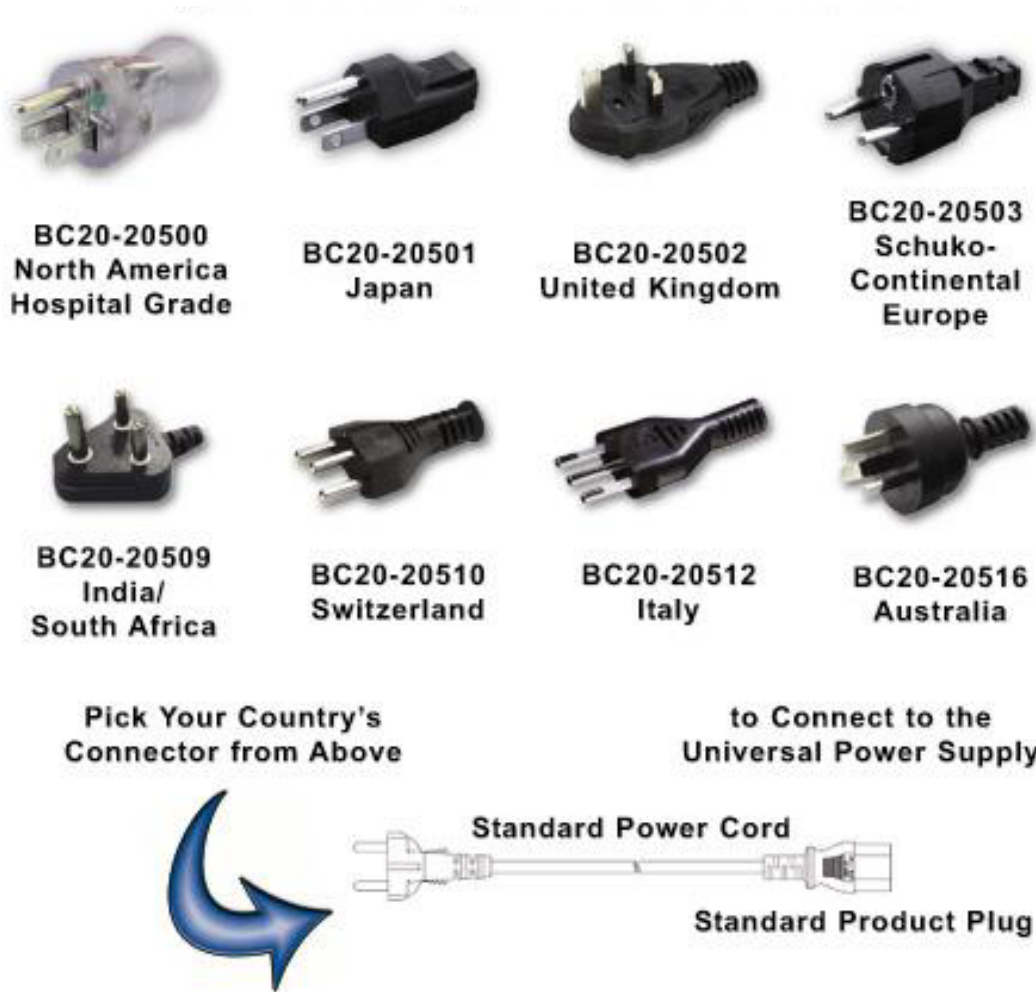 BC20-20500
North America
Hospital Grade
BC20-20501
Japan
BC20-20502
United Kingdom
BC20-20503
Schuko-
Continental
Europe
BC20-20509
India/
South Africa
BC20-20510
Switzerland
BC20-20512
Italy
BC20-20516
Australia
Pick Your Country's
Connector from Above
to Connect to the
Universal Power Supply
Standard Power Cord
Standard Product Plug